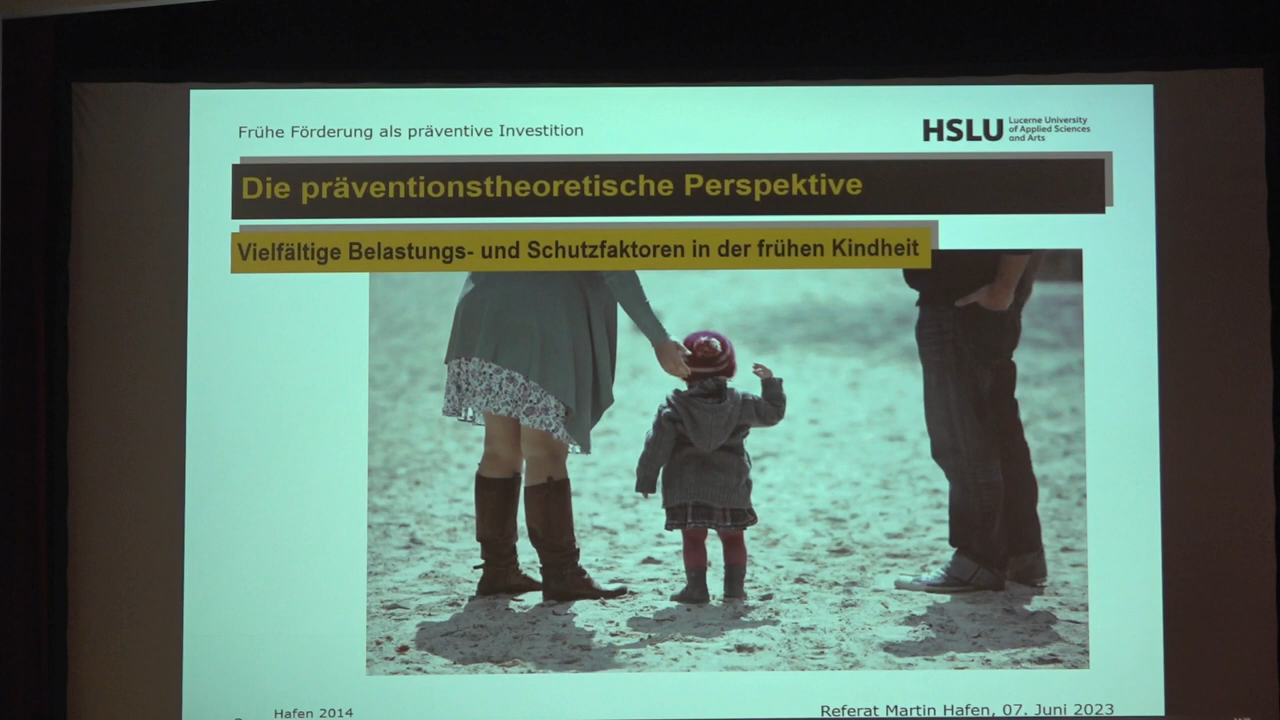 Frühe Förderung als präventive Investition
HSLU Lucerne University
of Applied Sciences
and Arts
Die präventionstheoretische Perspektive
Vielfältige Belastungs- und Schutzfaktoren in der frühen Kindheit
Hafen 2014
Referat Martin Hafen, 07. Juni 2023